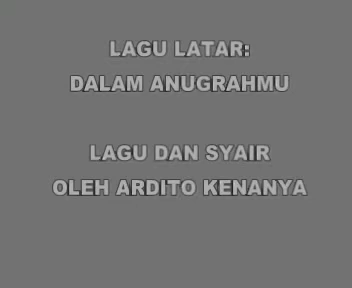 LAGU LATAR:
DALAM ANUGRAHMU
LAGU DAN SYAIR
OLEH ARDITO KENANYA